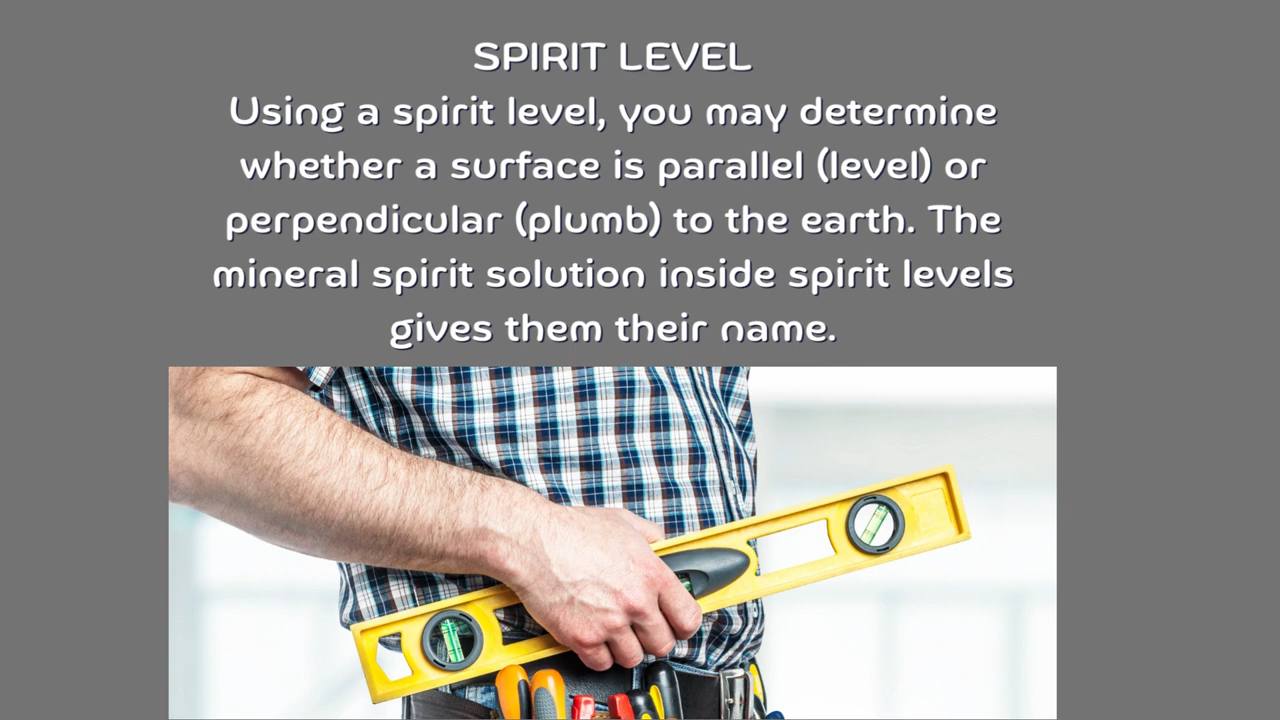 SPIRIT LEVEL
Using a spirit level, you may determine
whether a surface is parallel (level) or
perpendicular (plumb) to the earth. The
mineral spirit solution inside spirit levels
gives them their name.